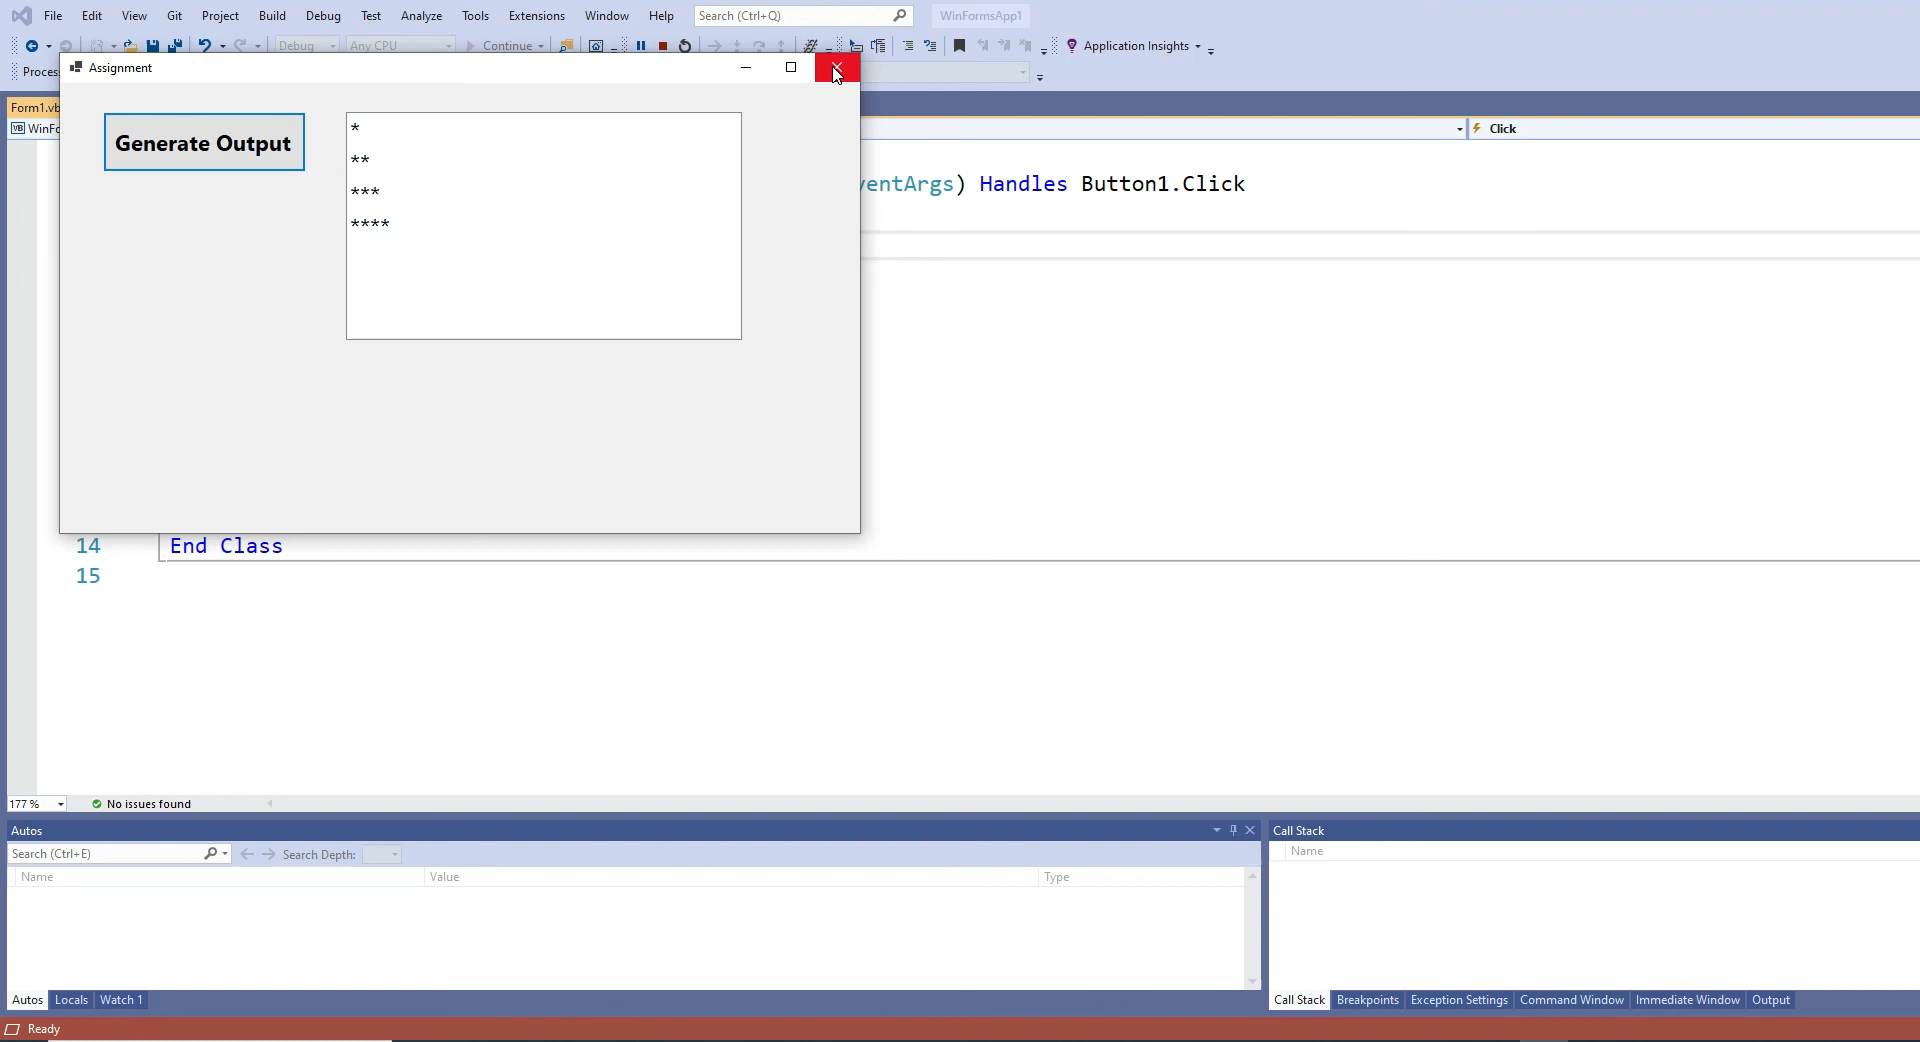 File Edit View Git Project Build Debug Test Analyze Tools Extensions Window Help Search (Ctrl+Q) WinFormsApp1
Debug Any CPU Continue Application Insights
Proces
Assignment
Form1.vb
WinFo
Click
Generate Output
*
**
***
****
ventArgs) Handles Button1.Click
14 End Class
15
177 % No issues found
Autos
Search (Ctrl+E) Search Depth:
Name Value Type
Autos Locals Watch 1
Call Stack
Name
Call Stack Breakpoints Exception Settings Command Window Immediate Window Output
Ready